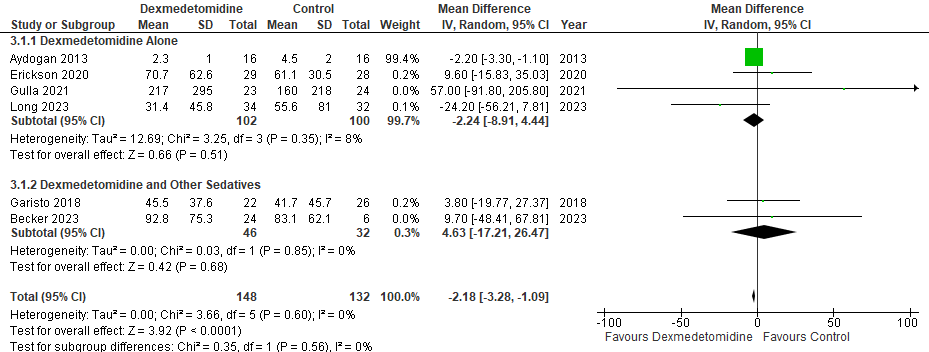 Dexmedetomidine Control Mean Difference Mean Difference
Study or Subgroup Mean SD Total Mean SD Total Weight IV, Random, 95% CI Year IV, Random, 95% CI
3.1.1 Dexmedetomidine Alone
Aydogan 2013 2.3 1 16 4.5 2 16 99.4% -2.20 [-3.30, -1.10] 2013
Erickson 2020 70.7 62.6 29 61.1 30.5 28 0.2% 9.60 [-15.83, 35.03] 2020
Gulla 2021 217 295 23 160 218 24 0.0% 57.00 [-91.80, 205.80] 2021
Long 2023 31.4 45.8 34 55.6 81 32 0.1% -24.20 [-56.21, 7.81] 2023
Subtotal (95% CI) 102 100 99.7% -2.24 [-8.91, 4.44]
Heterogeneity: Tau² = 12.69; Chi² = 3.25, df = 3 (P = 0.35); I² = 8%
Test for overall effect: Z = 0.66 (P = 0.51)
3.1.2 Dexmedetomidine and Other Sedatives
Garisto 2018 45.5 37.6 22 41.7 45.7 26 0.2% 3.80 [-19.77, 27.37] 2018
Becker 2023 92.8 75.3 24 83.1 62.1 6 0.0% 9.70 [-48.41, 67.81] 2023
Subtotal (95% CI) 46 32 0.3% 4.63 [-17.21, 26.47]
Heterogeneity: Tau² = 0.00; Chi² = 0.03, df = 1 (P = 0.85); I² = 0%
Test for overall effect: Z = 0.42 (P = 0.68)
Total (95% CI) 148 132 100.0% -2.18 [-3.28, -1.09]
Heterogeneity: Tau² = 0.00; Chi² = 3.66, df = 5 (P = 0.60); I² = 0%
Test for overall effect: Z = 3.92 (P < 0.0001)
Test for subgroup differences: Chi² = 0.35, df = 1 (P = 0.56), I² = 0%
-100 -50 0 50 100
Favours Dexmedetomidine Favours Control